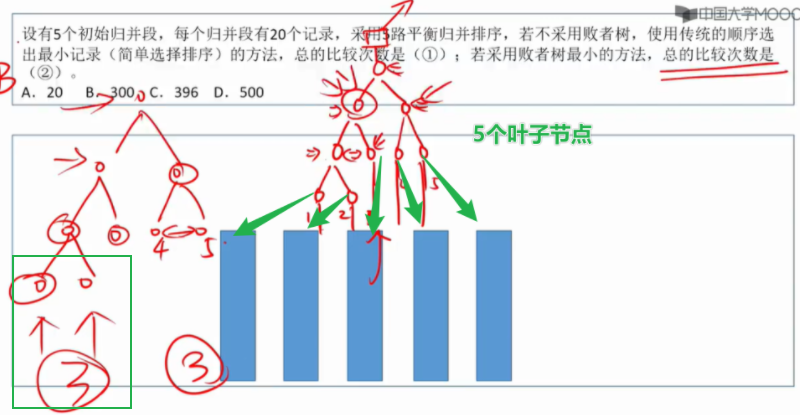 中国大学MOOC
设有5个初始归并段，每个归并段有20个记录，采用5路平衡归并排序，若不采用败者树，使用传统的顺序选
出最小记录（简单选择排序）的方法，总的比较次数是（①）；若采用败者树最小的方法，总的比较次数是
（②）。
A．20 B．300 C．396 D．500
B
5个叶子节点
1 2 5
4 5
3 3